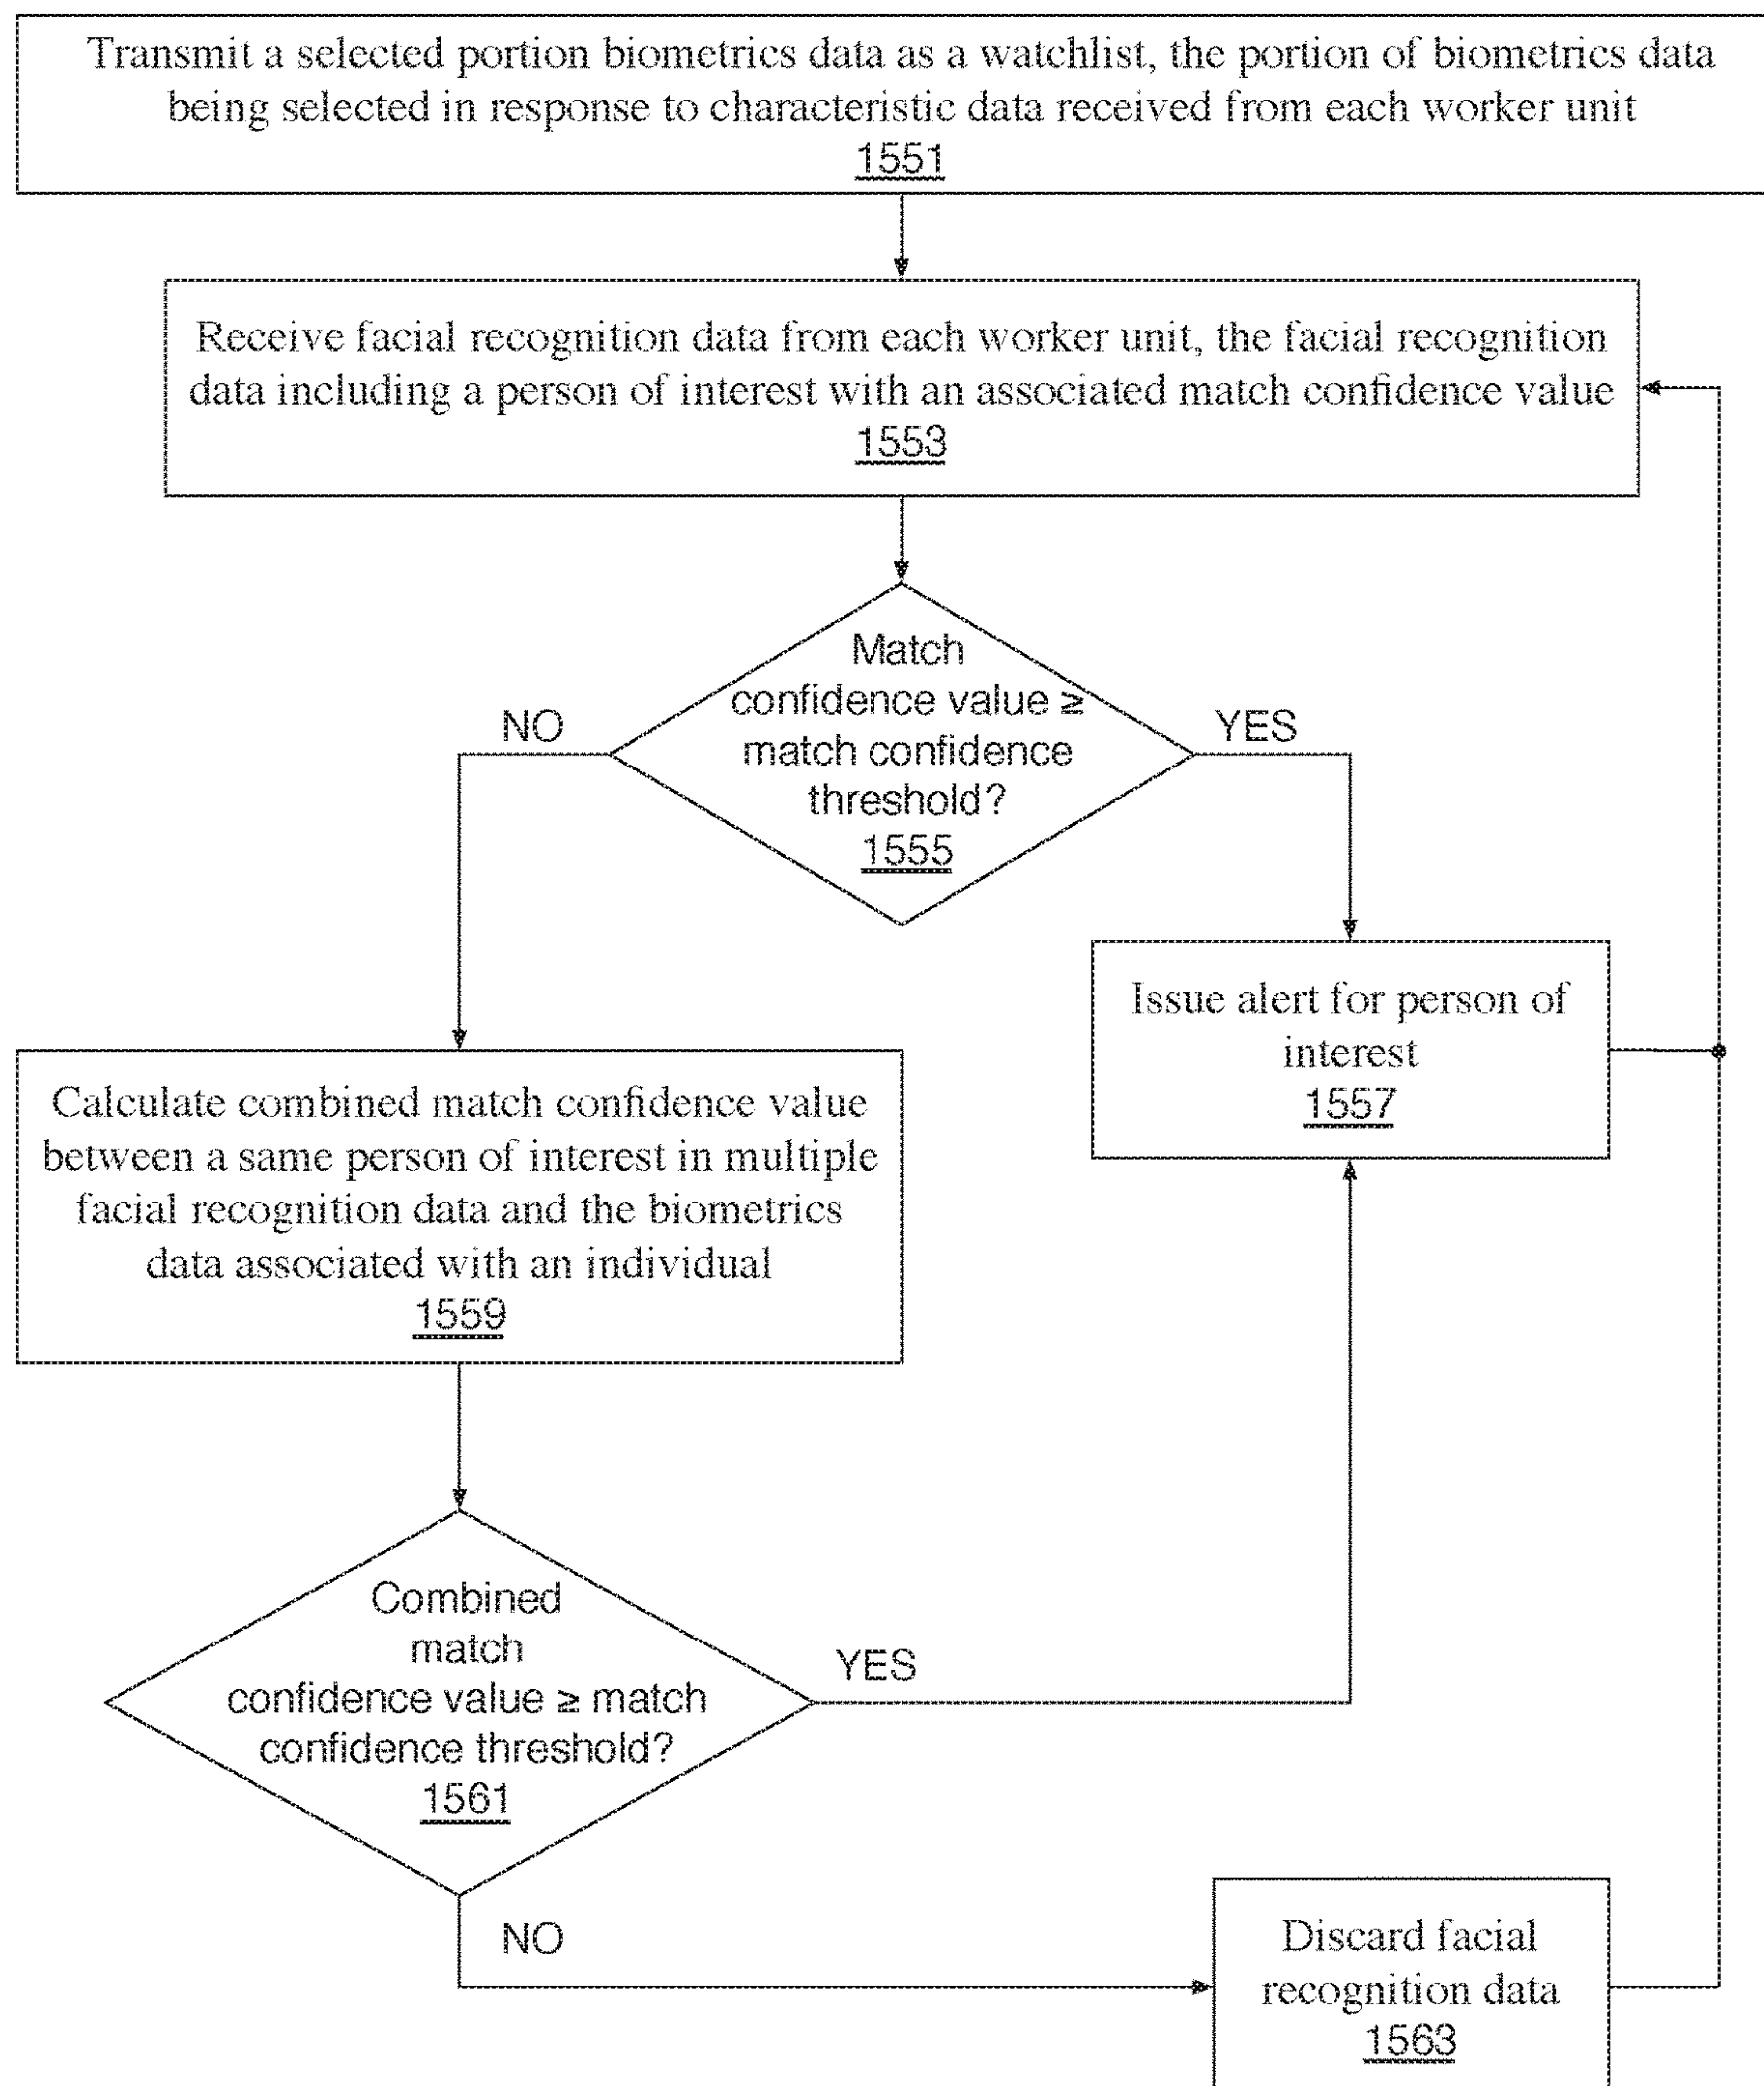 Transmit a selected portion biometrics data as a watchlist, the portion of biometrics data
being selected in response to characteristic data received from each worker unit
1551
Receive facial recognition data from each worker unit, the facial recognition
data including a person of interest with an associated match confidence value
1553
Match
confidence value ≥
match confidence
threshold?
1555
NO
YES
Issue alert for person of
interest
1557
Calculate combined match confidence value
between a same person of interest in multiple
facial recognition data and the biometrics
data associated with an individual
1559
Combined
match
confidence value ≥ match
confidence threshold?
1561
YES
NO
Discard facial
recognition data
1563